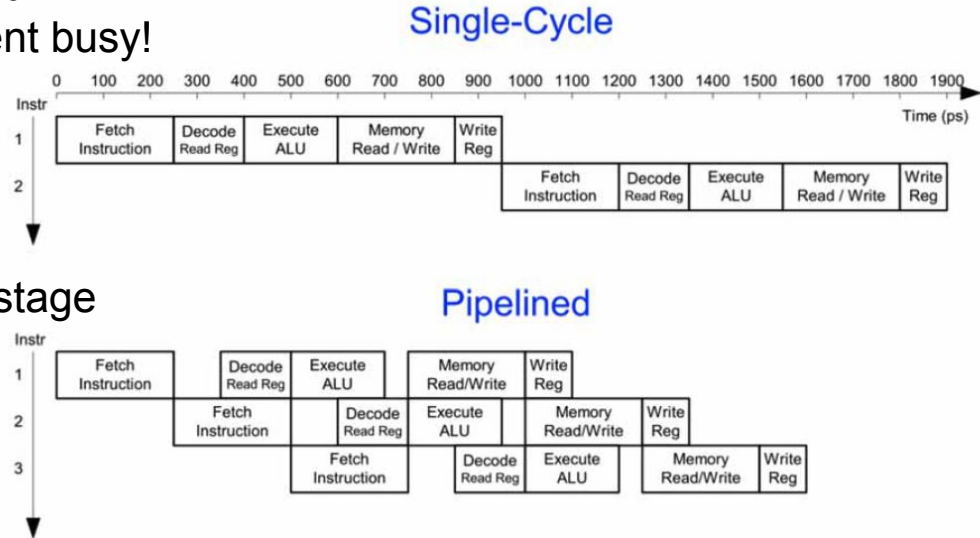 ent busy!
Single-Cycle
0 100 200 300 400 500 600 700 800 900 1000 1100 1200 1300 1400 1500 1600 1700 1800 1900
Time (ps)
Instr
1
Fetch Instruction
Decode Read Reg
Execute ALU
Memory Read / Write
Write Reg
2
Fetch Instruction
Decode Read Reg
Execute ALU
Memory Read / Write
Write Reg
stage
Pipelined
Instr
1
Fetch Instruction
Decode Read Reg
Execute ALU
Memory Read/Write
Write Reg
2
Fetch Instruction
Decode Read Reg
Execute ALU
Memory Read/Write
Write Reg
3
Fetch Instruction
Decode Read Reg
Execute ALU
Memory Read/Write
Write Reg